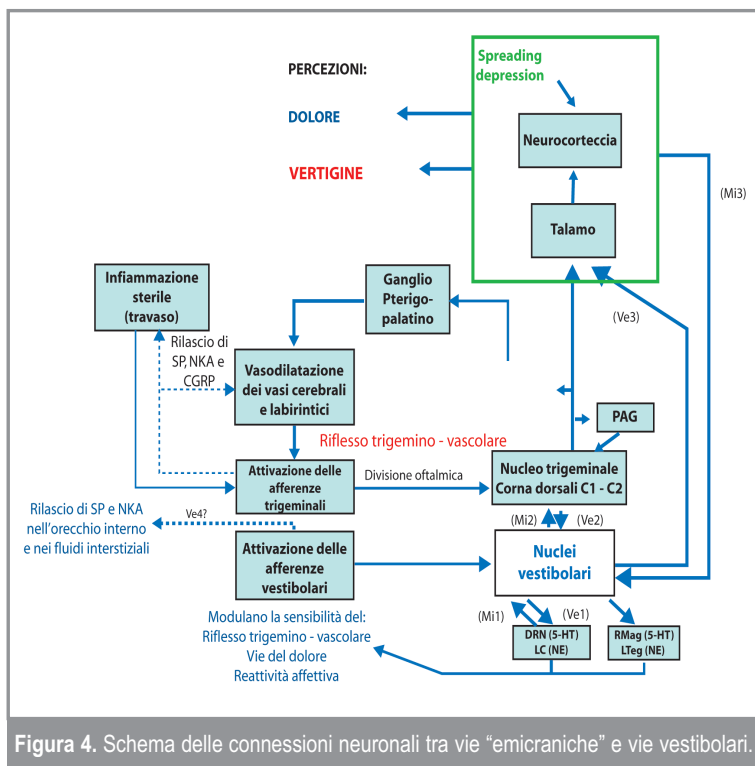 PERCEZIONI:
DOLORE
VERTIGINE
Spreading
depression
Neurocorteccia
Talamo
(Mi3)
Infiammazione
sterile
(travaso)
Ganglio
Pterigo-
palatino
(Ve3)
Rilascio di
SP, NKA e
CGRP
Vasodilatazione
dei vasi cerebrali
e labirintici
PAG
Riflesso trigemino - vascolare
Attivazione delle
afferenze
trigeminali
Divisione oftalmica
Nucleo trigeminale
Corna dorsali C1 - C2
Rilascio di SP e NKA
nell'orecchio interno
e nei fluidi interstiziali
Ve4?
(Mi2)
(Ve2)
Attivazione delle
afferenze
vestibolari
Nuclei
vestibolari
(Mi1)
(Ve1)
Modulano la sensibilità del:
Riflesso trigemino - vascolare
Vie del dolore
Reattività affettiva
DRN (5-HT)
LC (NE)
RMag (5-HT)
LTeg (NE)
Figura 4. Schema delle connessioni neuronali tra vie “emicraniche” e vie vestibolari.